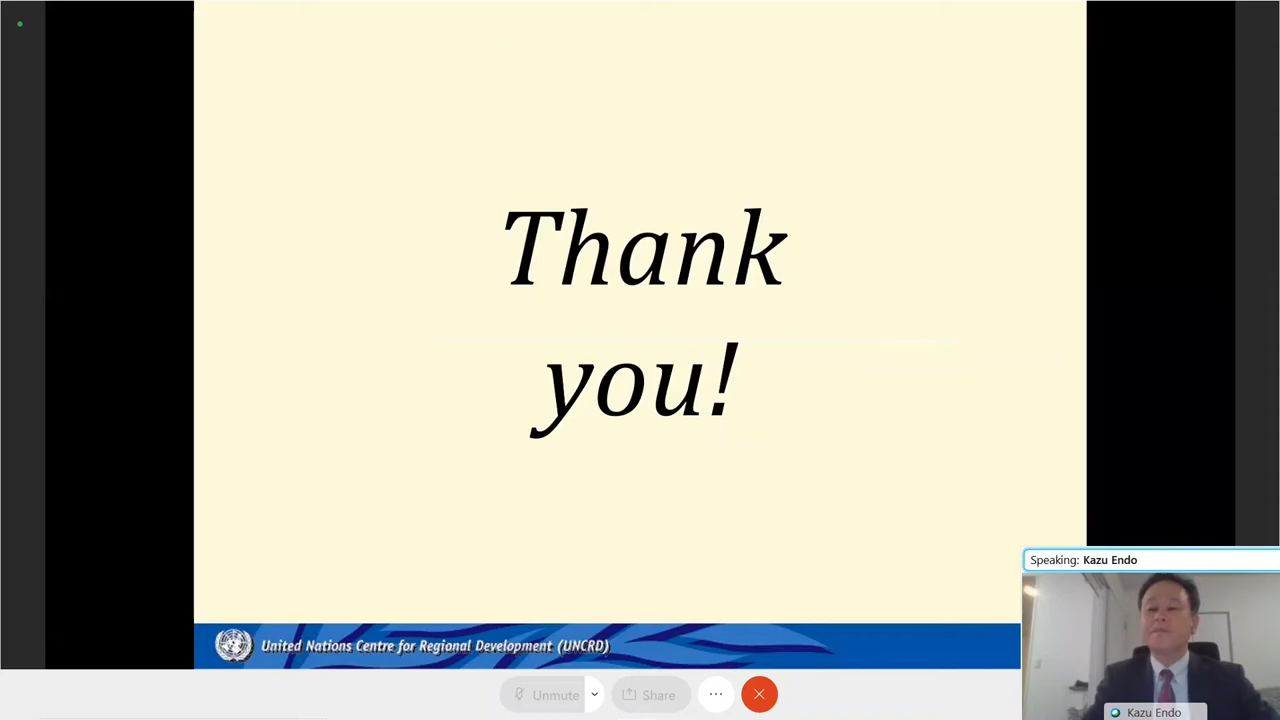 Thank
you!
Speaking: Kazu Endo
United Nations Centre for Regional Development (UNCRD)
Unmute
Share
Kazu Endo